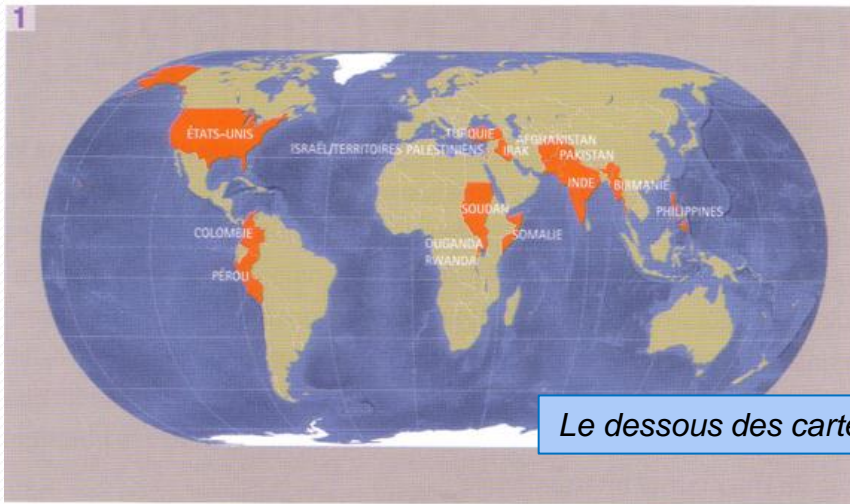 1
ÉTATS-UNIS
TURQUIE
AFGHANISTAN
ISRAËL/TERRITOIRES PALESTINIENS
IRAK
PAKISTAN
INDE
BIRMANIE
SOUDAN
PHILIPPINES
COLOMBIE
OUGANDA
SOMALIE
RWANDA
PÉROU
Le dessous des carte